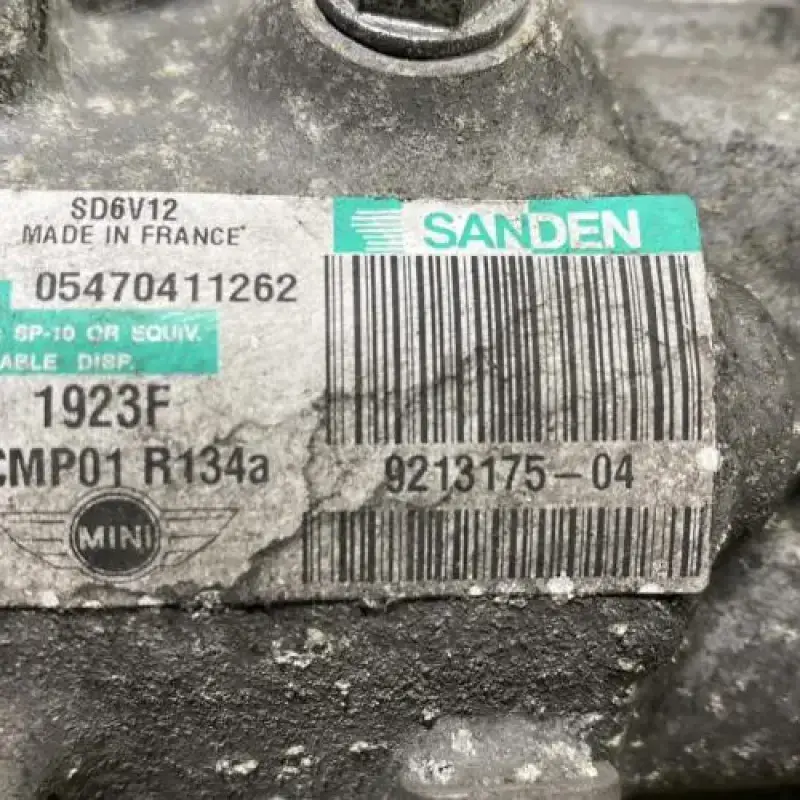 SD6V12
MADE IN FRANCE
SANDEN
05470411262
SP-10 OR EQUIV.
ABLE DISP.
1923F
CMP01 R134a
9213175-04
MINI